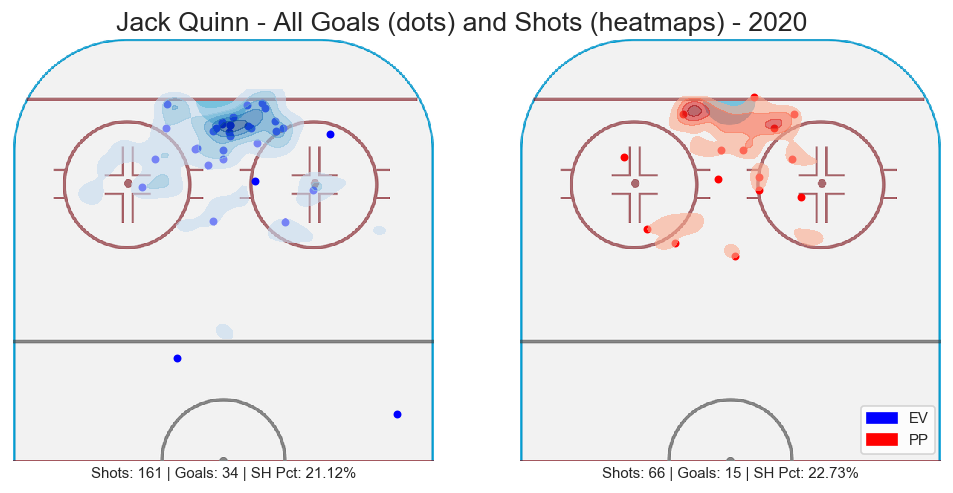 Jack Quinn - All Goals (dots) and Shots (heatmaps) - 2020
EV
PP
Shots: 161 | Goals: 34 | SH Pct: 21.12%
Shots: 66 | Goals: 15 | SH Pct: 22.73%